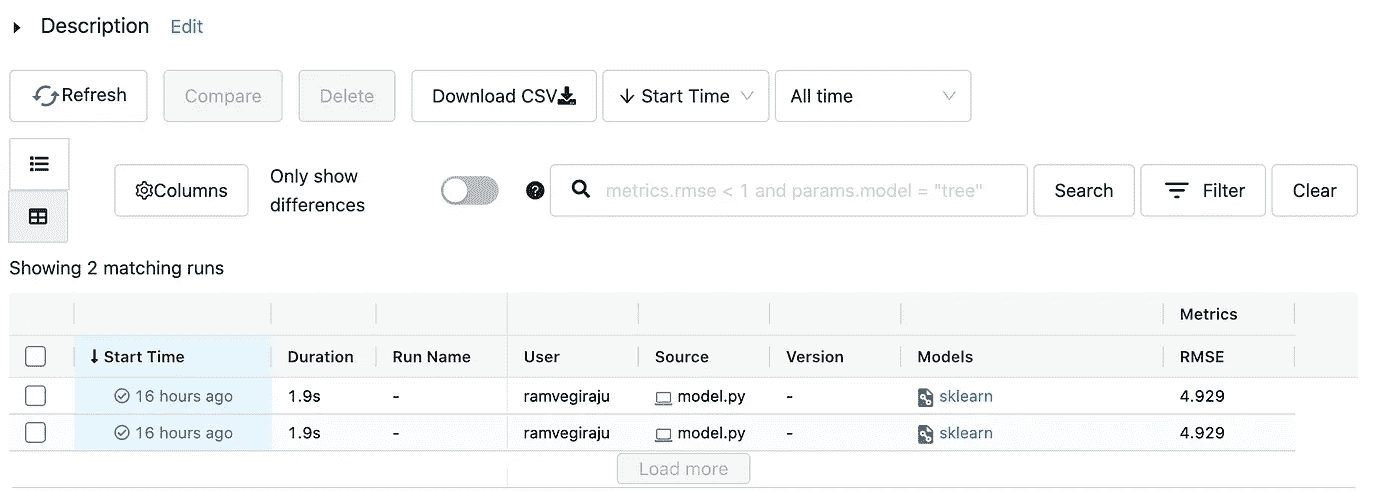 Description Edit
Refresh Compare Delete Download CSV ↓ Start Time All time
Columns Only show differences ? metrics.rmse < 1 and params.model = "tree" Search Filter Clear
Showing 2 matching runs
Metrics
↓ Start Time Duration Run Name User Source Version Models RMSE
16 hours ago 1.9s - ramvegiraju model.py - sklearn 4.929
16 hours ago 1.9s - ramvegiraju model.py - sklearn 4.929
Load more